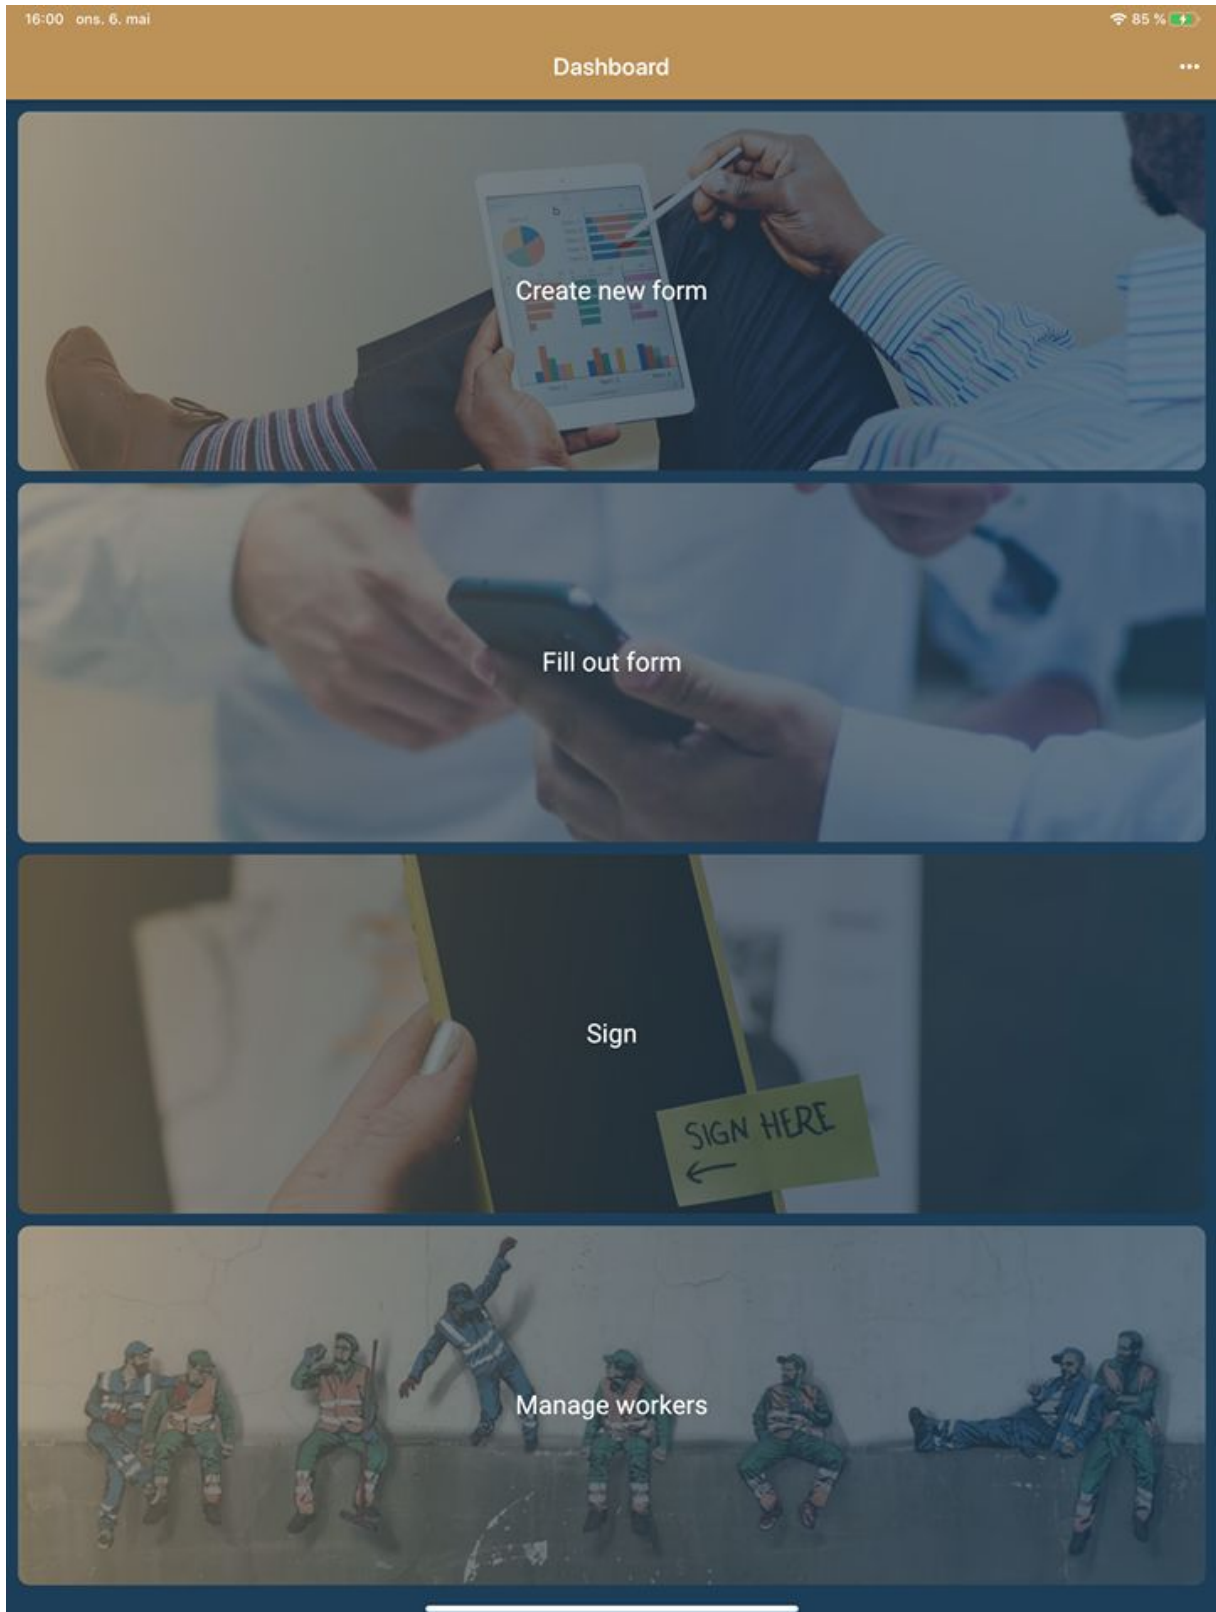 16:00 ons. 6. mai 85 %
Dashboard
Create new form
Fill out form
Sign
SIGN HERE
Manage workers